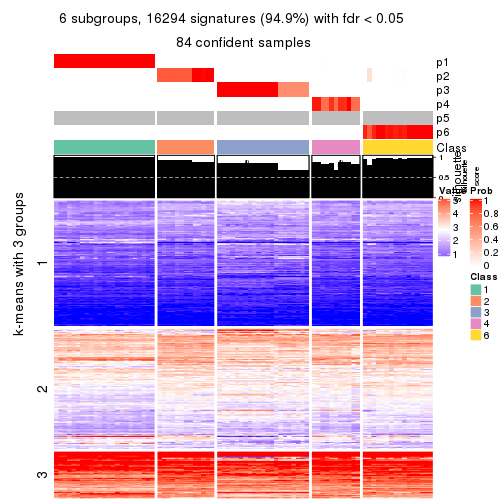 6 subgroups, 16294 signatures (94.9%) with fdr < 0.05
84 confident samples
p1
p2
p3
p4
p5
p6
Class
1
0.5
silhouette
score
k-means with 3 groups
1
2
3
5
4
3
2
1
Prob
1
0.8
0.6
0.4
0.2
0
Class
1
2
3
4
6